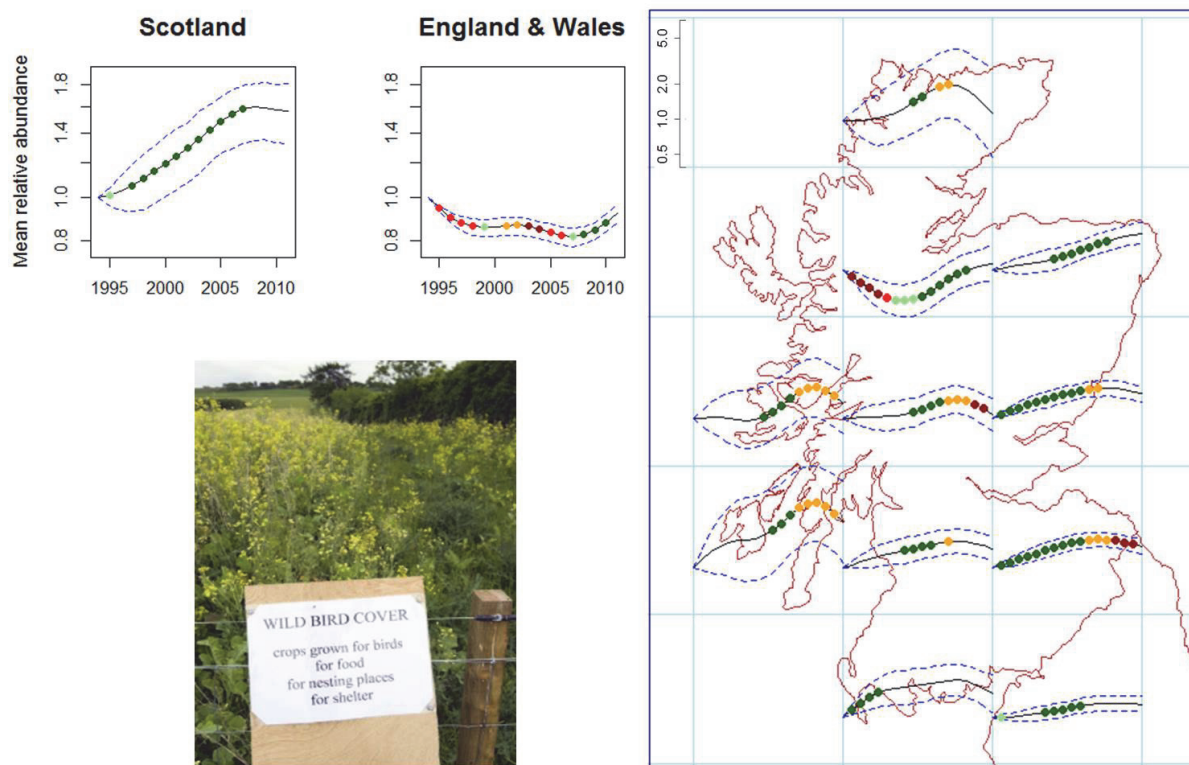 Scotland
England & Wales
Mean relative abundance
1.8
1.4
1.0
0.8
1995 2000 2005 2010
1.8
1.4
1.0
0.8
1995 2000 2005 2010
5.0
2.0
1.0
0.5
WILD BIRD COVER
crops grown for birds
for food
for nesting places
for shelter